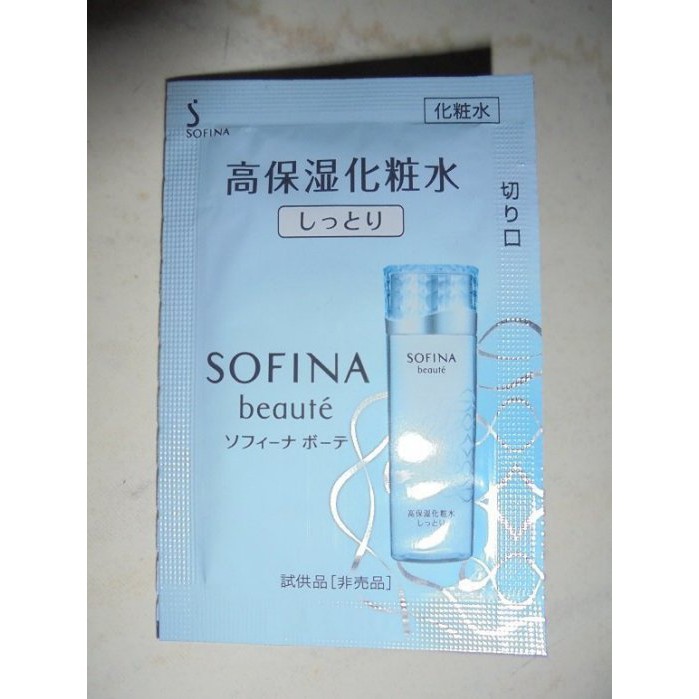 SOFINA
化粧水
高保湿化粧水
しっとり
切り口
SOFINA
beauté
ソフィーナ ボーテ
SOFINA
beauté
高保湿化粧水
しっとり
試供品[非売品]